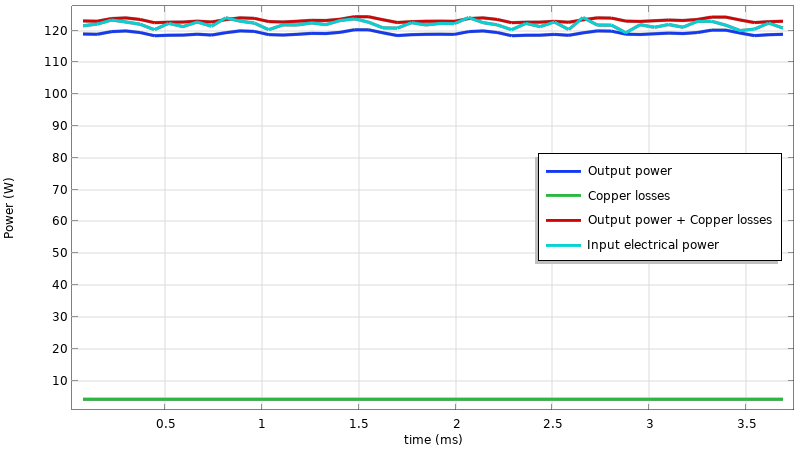 120
110
100
90
80
70
60
50
40
30
20
10
Power (W)
Output power
Copper losses
Output power + Copper losses
Input electrical power
0.5 1 1.5 2 2.5 3 3.5
time (ms)